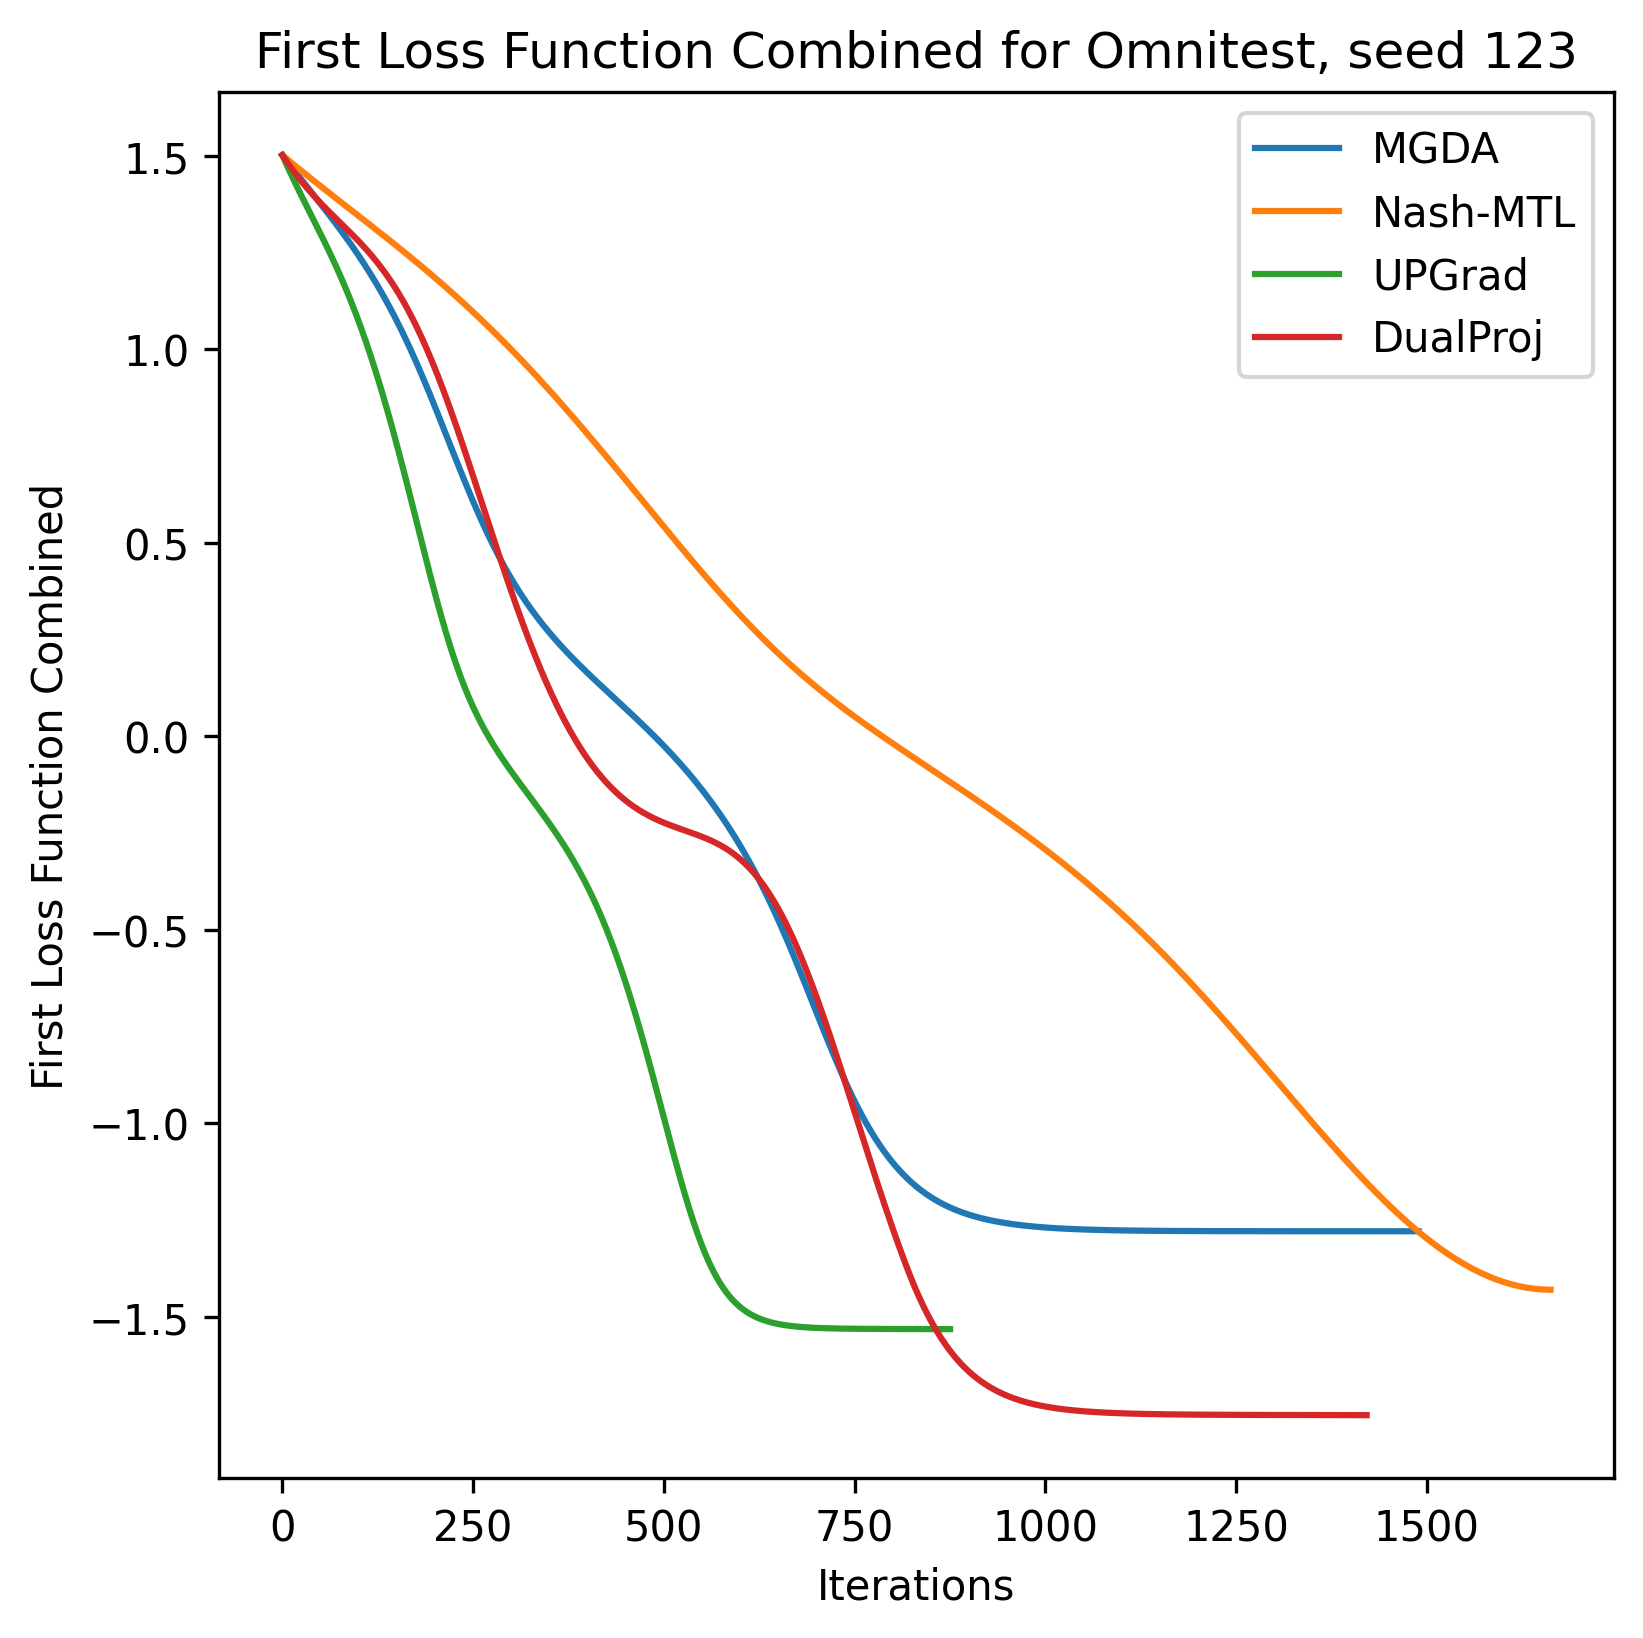 First Loss Function Combined for Omnitest, seed 123
MGDA
Nash-MTL
UPGrad
DualProj
First Loss Function Combined
1.5
1.0
0.5
0.0
−0.5
−1.0
−1.5
0 250 500 750 1000 1250 1500
Iterations